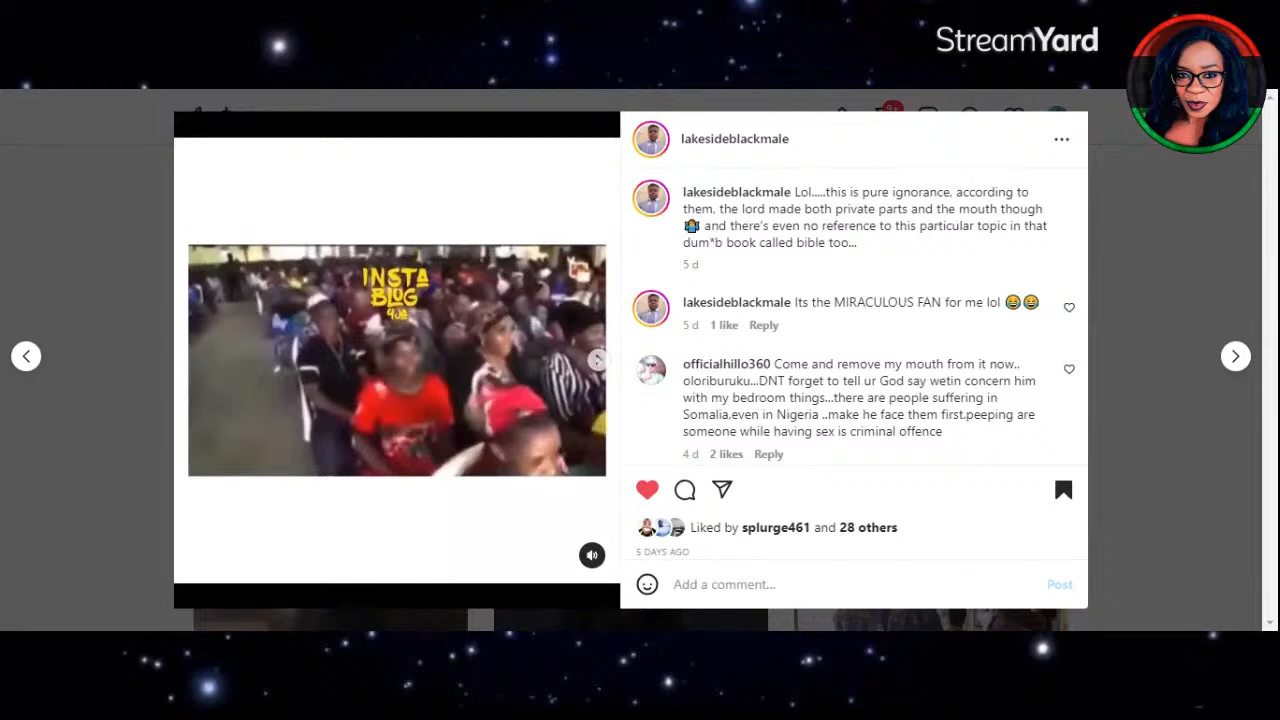 StreamYard
INSTA
BLOG
9JA
9+
lakesideblackmale
lakesideblackmale Lol.....this is pure ignorance, according to
them, the lord made both private parts and the mouth though
🤷 and there's even no reference to this particular topic in that
dum*b book called bible too...
5 d
lakesideblackmale Its the MIRACULOUS FAN for me lol 😂😂
5 d 1 like Reply
officialhillo360 Come and remove my mouth from it now..
oloriburuku...DNT forget to tell ur God say wetin concern him
with my bedroom things...there are people suffering in
Somalia,even in Nigeria ..make he face them first.peeping are
someone while having sex is criminal offence
4 d 2 likes Reply
Liked by splurge461 and 28 others
5 DAYS AGO
Add a comment...
Post